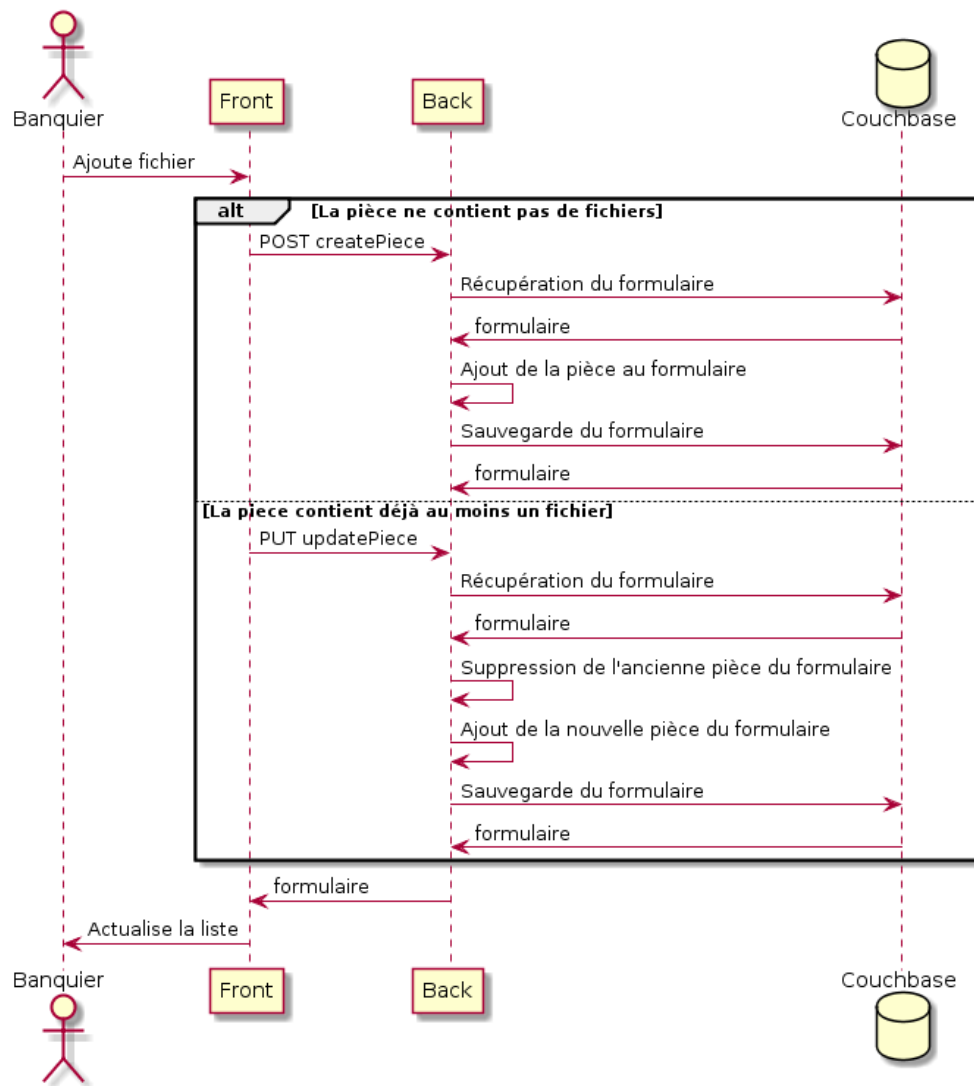 Banquier
Front
Back
Couchbase
Ajoute fichier
alt [La pièce ne contient pas de fichiers]
POST createPiece
Récupération du formulaire
formulaire
Ajout de la pièce au formulaire
Sauvegarde du formulaire
formulaire
[La piece contient déjà au moins un fichier]
PUT updatePiece
Récupération du formulaire
formulaire
Suppression de l'ancienne pièce du formulaire
Ajout de la nouvelle pièce du formulaire
Sauvegarde du formulaire
formulaire
formulaire
Actualise la liste
Banquier
Front
Back
Couchbase